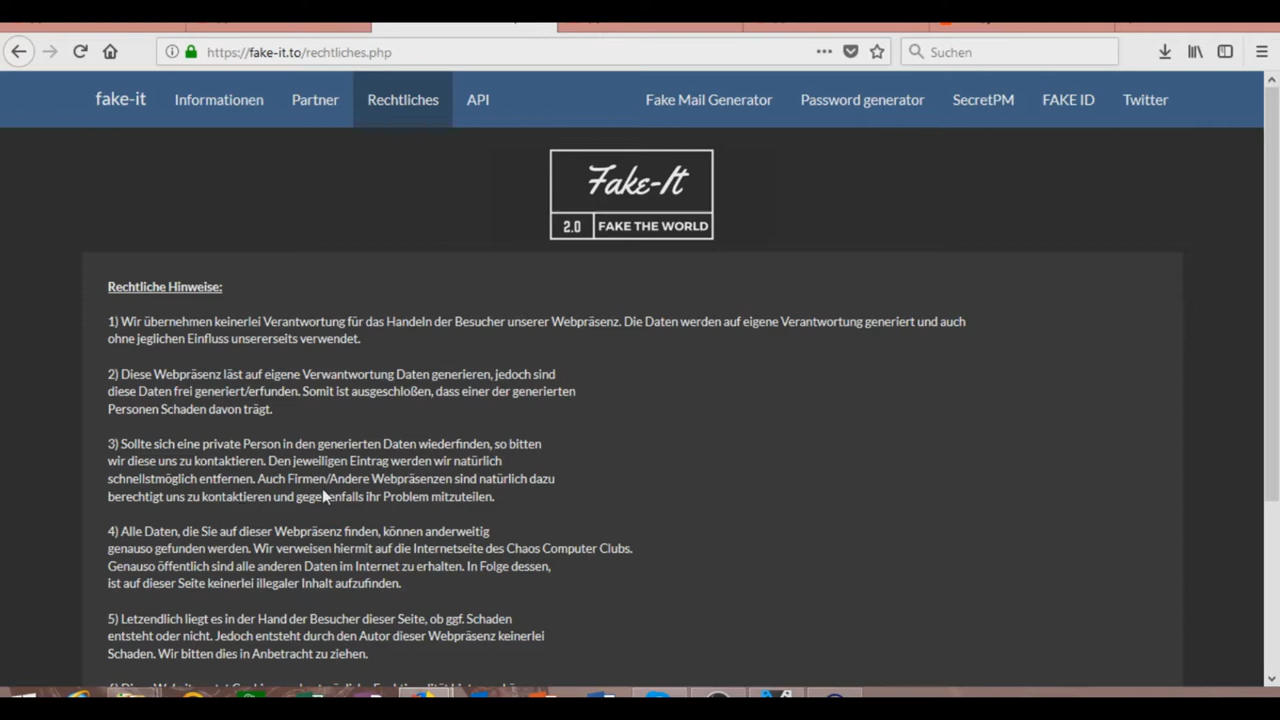 https://fake-it.to/rechtliches.php
Suchen
fake-it Informationen Partner Rechtliches API Fake Mail Generator Password generator SecretPM FAKE ID Twitter
Fake-It
2.0 FAKE THE WORLD
Rechtliche Hinweise:
1) Wir übernehmen keinerlei Verantwortung für das Handeln der Besucher unserer Webpräsenz. Die Daten werden auf eigene Verantwortung generiert und auch
ohne jeglichen Einfluss unsererseits verwendet.
2) Diese Webpräsenz läst auf eigene Verwantwortung Daten generieren, jedoch sind
diese Daten frei generiert/erfunden. Somit ist ausgeschloßen, dass einer der generierten
Personen Schaden davon trägt.
3) Sollte sich eine private Person in den generierten Daten wiederfinden, so bitten
wir diese uns zu kontaktieren. Den jeweiligen Eintrag werden wir natürlich
schnellstmöglich entfernen. Auch Firmen/Andere Webpräsenzen sind natürlich dazu
berechtigt uns zu kontaktieren und gegebenfalls ihr Problem mitzuteilen.
4) Alle Daten, die Sie auf dieser Webpräsenz finden, können anderweitig
genauso gefunden werden. Wir verweisen hiermit auf die Internetseite des Chaos Computer Clubs.
Genauso öffentlich sind alle anderen Daten im Internet zu erhalten. In Folge dessen,
ist auf dieser Seite keinerlei illegaler Inhalt aufzufinden.
5) Letzendlich liegt es in der Hand der Besucher dieser Seite, ob ggf. Schaden
entsteht oder nicht. Jedoch entsteht durch den Autor dieser Webpräsenz keinerlei
Schaden. Wir bitten dies in Anbetracht zu ziehen.